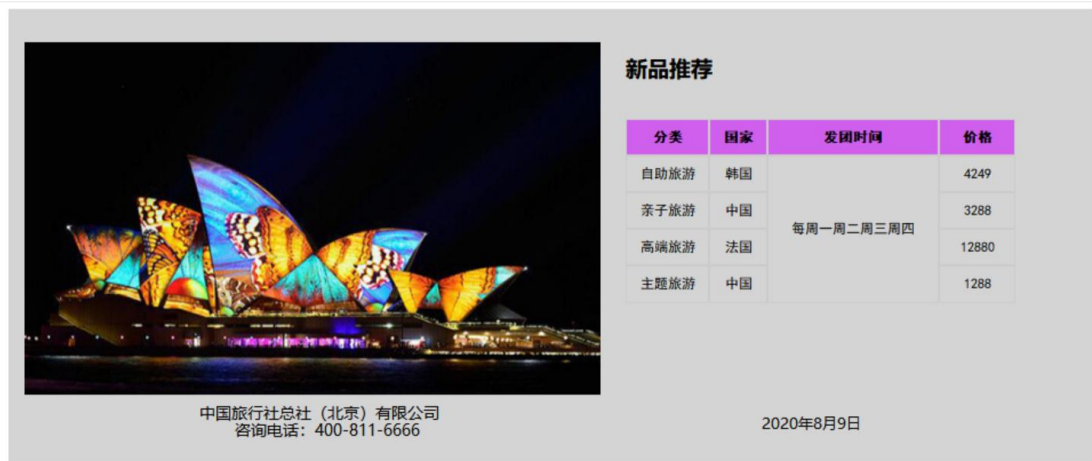 新品推荐
分类 国家 发团时间 价格
自助旅游 韩国 4249
亲子旅游 中国 3288
每周一周二周三周四
高端旅游 法国 12880
主题旅游 中国 1288
中国旅行社总社（北京）有限公司
咨询电话：400-811-6666
2020年8月9日